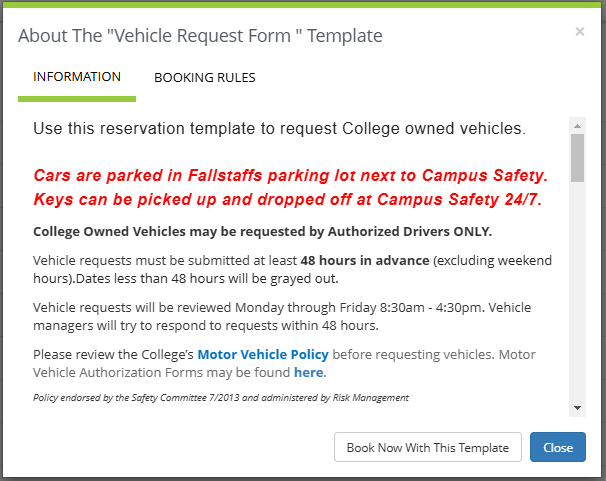 About The "Vehicle Request Form " Template
×
INFORMATION BOOKING RULES
Use this reservation template to request College owned vehicles.
Cars are parked in Fallstaffs parking lot next to Campus Safety.
Keys can be picked up and dropped off at Campus Safety 24/7.
College Owned Vehicles may be requested by Authorized Drivers ONLY.
Vehicle requests must be submitted at least 48 hours in advance (excluding weekend
hours).Dates less than 48 hours will be grayed out.
Vehicle requests will be reviewed Monday through Friday 8:30am - 4:30pm. Vehicle
managers will try to respond to requests within 48 hours.
Please review the College's Motor Vehicle Policy before requesting vehicles. Motor
Vehicle Authorization Forms may be found here.
Policy endorsed by the Safety Committee 7/2013 and administered by Risk Management
Book Now With This Template Close